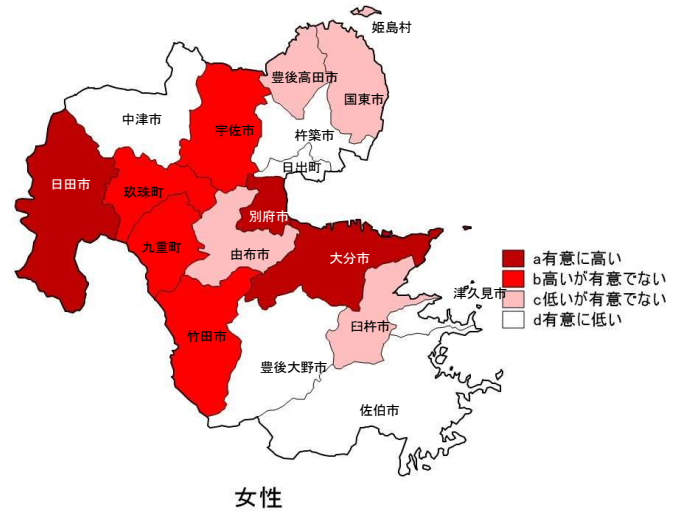 姫島村
豊後高田市
国東市
中津市
宇佐市
杵築市
日出町
日田市
玖珠町
別府市
九重町
由布市
大分市
a有意に高い
b高いが有意でない
c低いが有意でない
d有意に低い
津久見市
臼杵市
竹田市
豊後大野市
佐伯市
女性